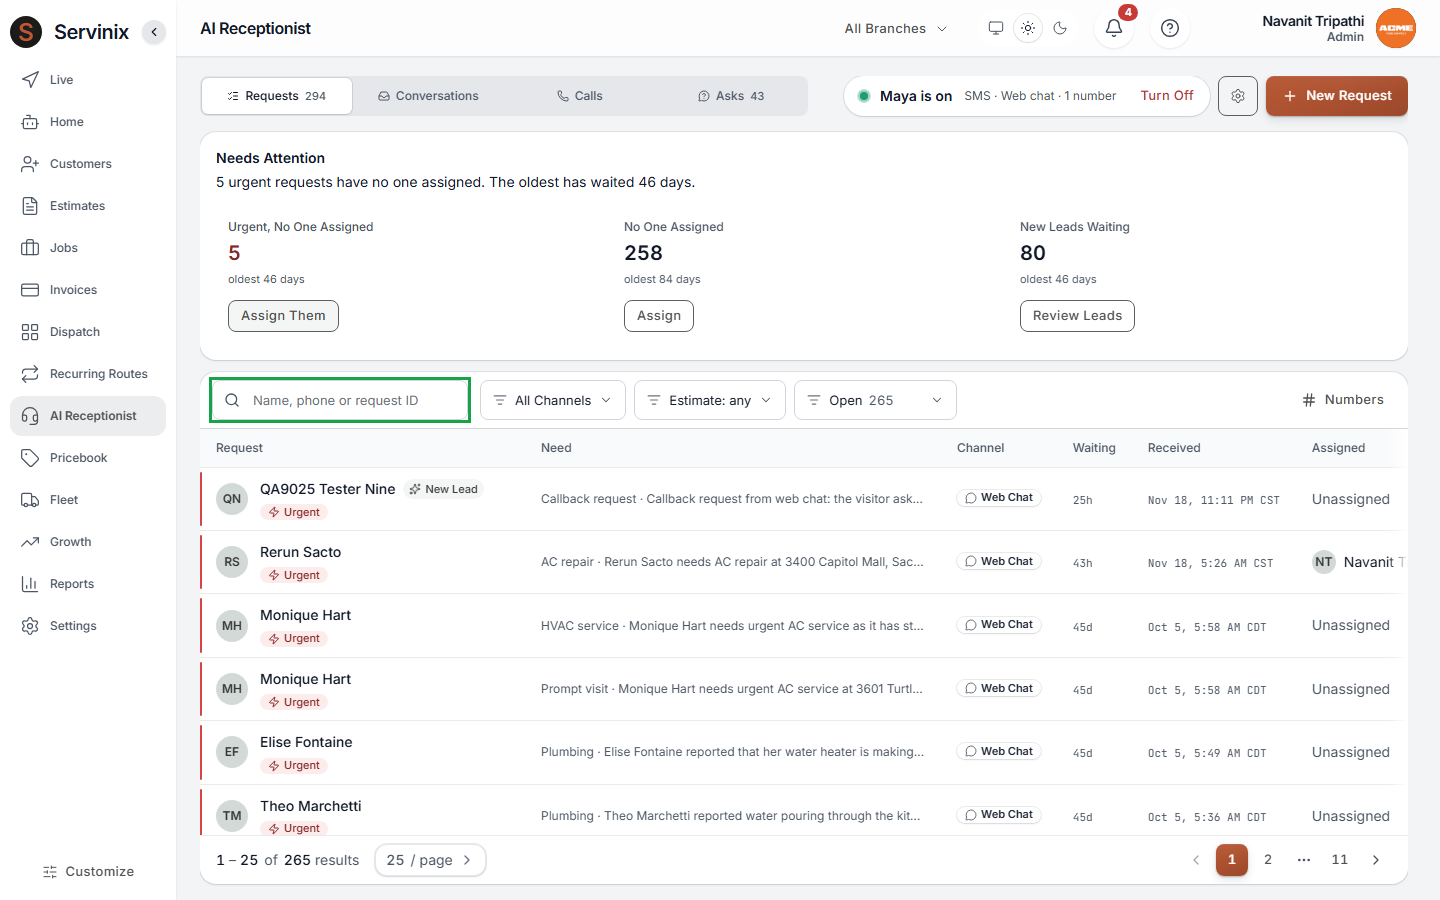 S Servinix
Live
Home
Customers
Estimates
Jobs
Invoices
Dispatch
Recurring Routes
AI Receptionist
Pricebook
Fleet
Growth
Reports
Settings
Customize
AI Receptionist
All Branches
4
Navanit Tripathi
Admin
ACME
Requests 294
Conversations
Calls
Asks 43
Maya is on SMS · Web chat · 1 number Turn Off
New Request
Needs Attention
5 urgent requests have no one assigned. The oldest has waited 46 days.
Urgent, No One Assigned
5
oldest 46 days
Assign Them
No One Assigned
258
oldest 84 days
Assign
New Leads Waiting
80
oldest 46 days
Review Leads
Name, phone or request ID
All Channels
Estimate: any
Open 265
Numbers
Request Need Channel Waiting Received Assigned
QN QA9025 Tester Nine New Lead
Urgent
Callback request · Callback request from web chat: the visitor ask... Web Chat 25h Nov 18, 11:11 PM CST Unassigned
RS Rerun Sacto
Urgent
AC repair · Rerun Sacto needs AC repair at 3400 Capitol Mall, Sac... Web Chat 43h Nov 18, 5:26 AM CST NT Navanit T
MH Monique Hart
Urgent
HVAC service · Monique Hart needs urgent AC service as it has st... Web Chat 45d Oct 5, 5:58 AM CDT Unassigned
MH Monique Hart
Urgent
Prompt visit · Monique Hart needs urgent AC service at 3601 Turtl... Web Chat 45d Oct 5, 5:58 AM CDT Unassigned
EF Elise Fontaine
Urgent
Plumbing · Elise Fontaine reported that her water heater is making... Web Chat 45d Oct 5, 5:49 AM CDT Unassigned
TM Theo Marchetti
Urgent
Plumbing · Theo Marchetti reported water pouring through the kit... Web Chat 45d Oct 5, 5:36 AM CDT Unassigned
1 – 25 of 265 results
25 / page
1 2 ... 11